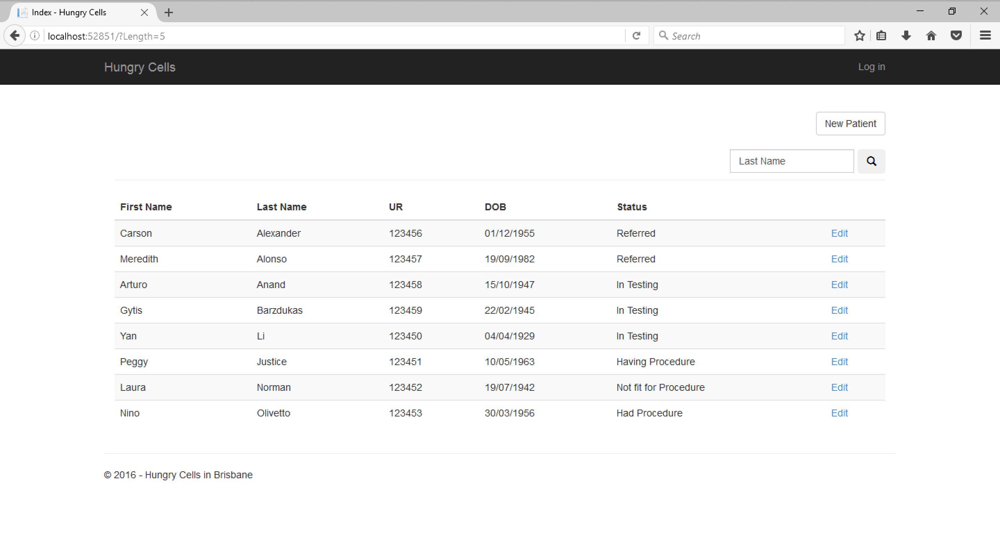 Index - Hungry Cells
localhost:52851/?Length=5
Search
Hungry Cells Log in
New Patient
Last Name
First Name Last Name UR DOB Status
Carson Alexander 123456 01/12/1955 Referred Edit
Meredith Alonso 123457 19/09/1982 Referred Edit
Arturo Anand 123458 15/10/1947 In Testing Edit
Gytis Barzdukas 123459 22/02/1945 In Testing Edit
Yan Li 123450 04/04/1929 In Testing Edit
Peggy Justice 123451 10/05/1963 Having Procedure Edit
Laura Norman 123452 19/07/1942 Not fit for Procedure Edit
Nino Olivetto 123453 30/03/1956 Had Procedure Edit
© 2016 - Hungry Cells in Brisbane